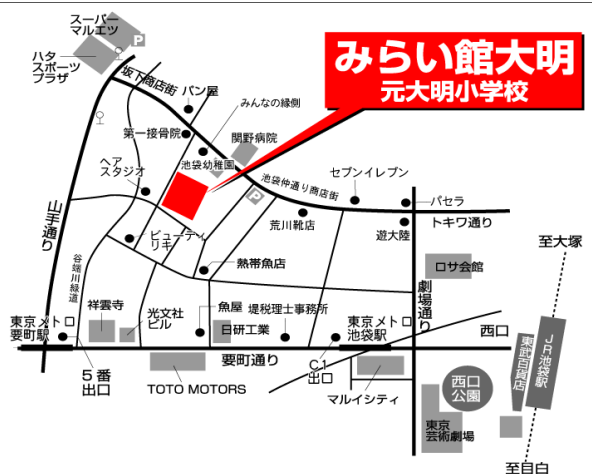 スーパー
マルエツ
P
ハタ
スポーツ
プラザ
みらい館大明
元大明小学校
坂下商店街
パン屋
みんなの縁側
第一接骨院
関野病院
池袋幼稚園
ヘア
スタジオ
池袋仲通り商店街
セブンイレブン
パセラ
P
荒川靴店
トキワ通り
遊大陸
山手通り
ビューティ
リキ
谷端川緑道
熱帯魚店
ロサ会館
至大塚
劇場通り
祥雲寺
光文社
ビル
魚屋
日研工業
堤税理士事務所
東京メトロ
要町駅
東京メトロ
池袋駅
西口
5番
出口
要町通り
C1
出口
TOTO MOTORS
マルイシティ
西口
公園
東武百貨店
JR池袋駅
東京
芸術劇場
至目白